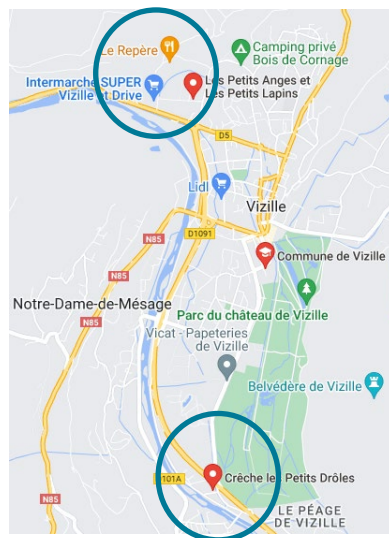 Le Repère
Camping privé
Bois de Cornage
Intermarché SUPER
Vizille et Drive
Les Petits Anges et
Les Petits Lapins
D5
Lidl
Vizille
D1091
N85
Commune de Vizille
Notre-Dame-de-Mésage
Parc du château de Vizille
N85
Vicat - Papeteries
de Vizille
Belvédère de Vizille
Crèche les Petits Drôles
N85
LE PÉAGE
DE VIZILLE